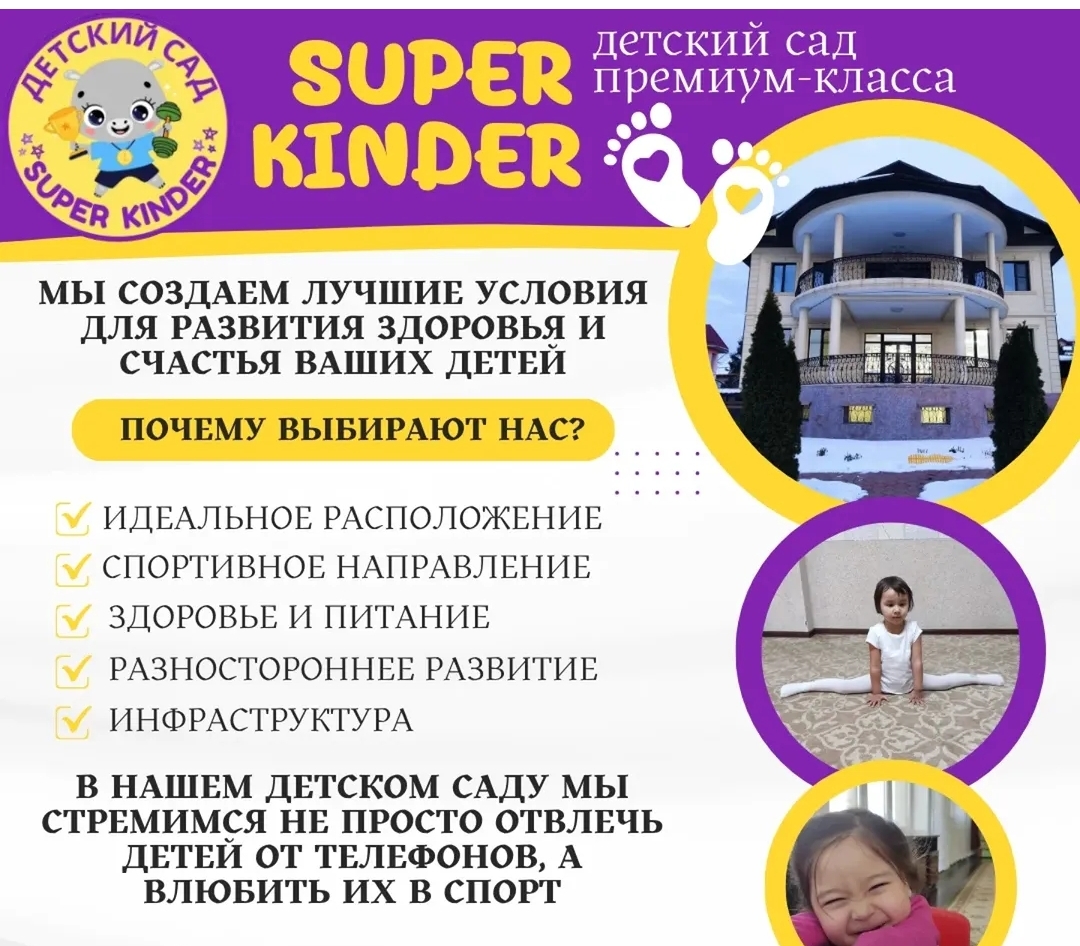 ДЕТСКИЙ САД
SUPER KINDER
SUPER
KINDER
детский сад
премиум-класса
МЫ СОЗДАЕМ ЛУЧШИЕ УСЛОВИЯ
ДЛЯ РАЗВИТИЯ ЗДОРОВЬЯ И
СЧАСТЬЯ ВАШИХ ДЕТЕЙ
ПОЧЕМУ ВЫБИРАЮТ НАС?
ИДЕАЛЬНОЕ РАСПОЛОЖЕНИЕ
СПОРТИВНОЕ НАПРАВЛЕНИЕ
ЗДОРОВЬЕ И ПИТАНИЕ
РАЗНОСТОРОННЕЕ РАЗВИТИЕ
ИНФРАСТРУКТУРА
В НАШЕМ ДЕТСКОМ САДУ МЫ
СТРЕМИМСЯ НЕ ПРОСТО ОТВЛЕЧЬ
ДЕТЕЙ ОТ ТЕЛЕФОНОВ, А
ВЛЮБИТЬ ИХ В СПОРТ